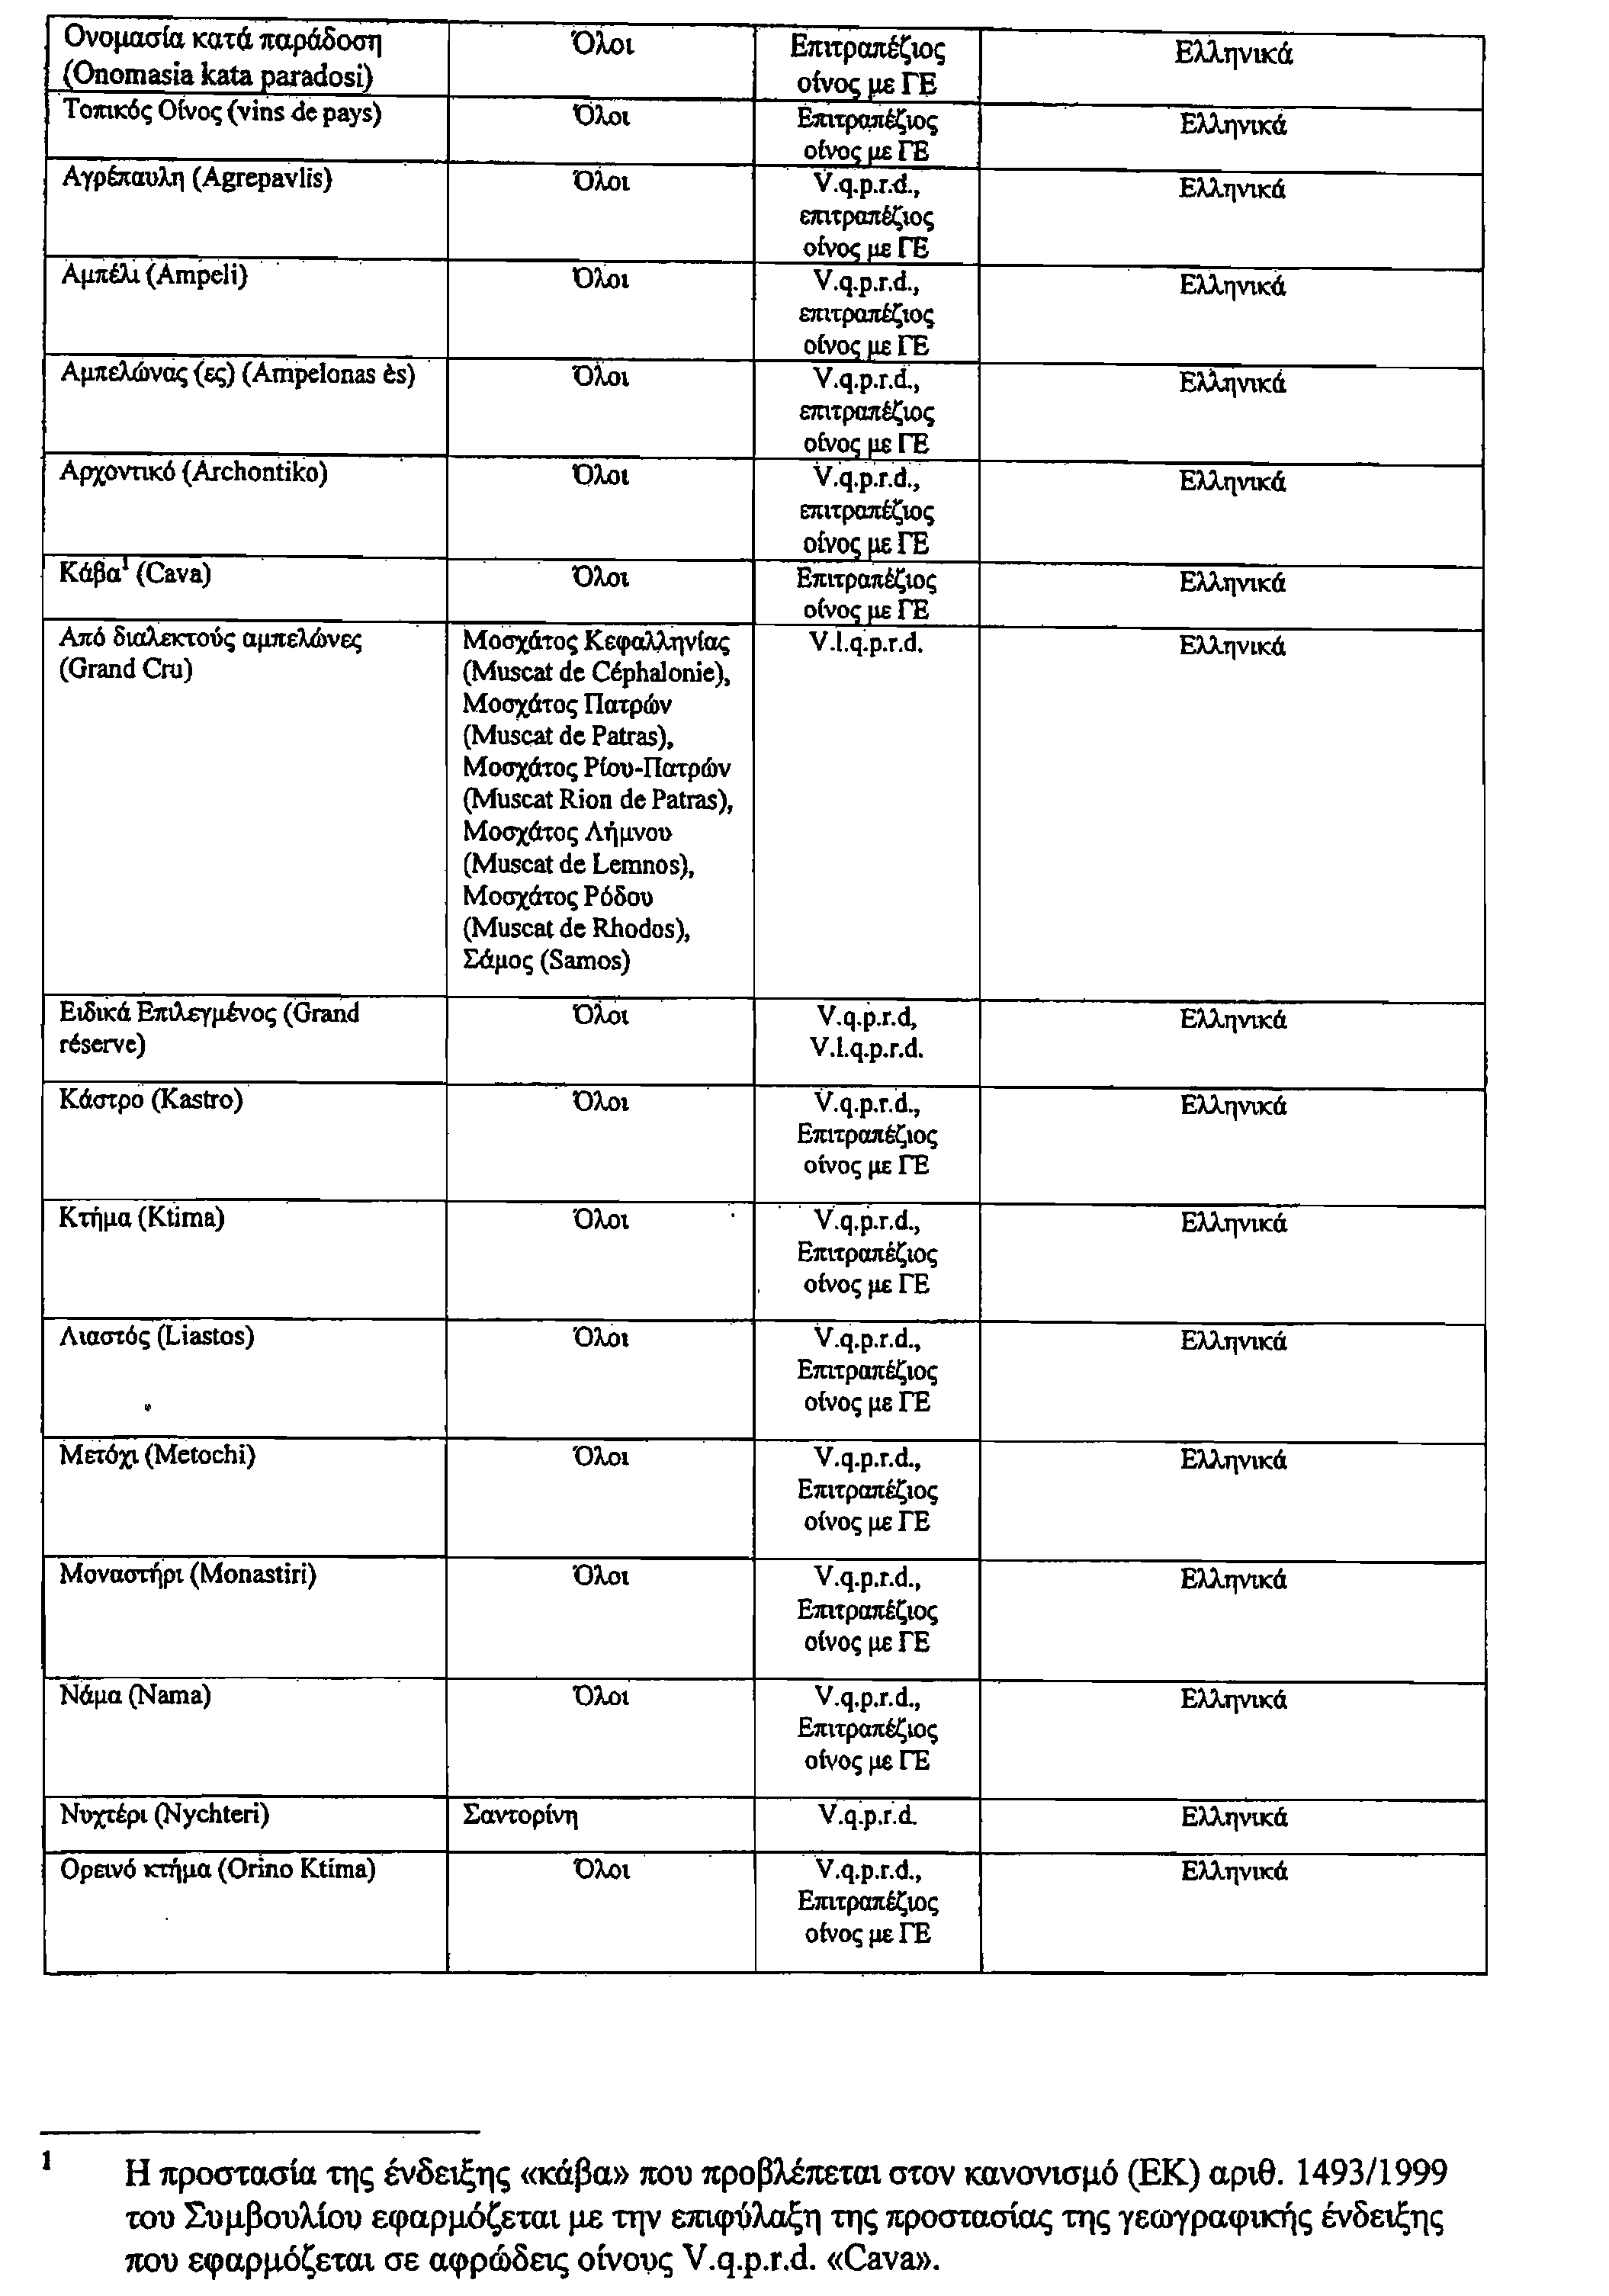 Ονομασία κατά παράδοση
(Onomasia kata paradosi)
Όλοι
Επιτραπέζιος
οίνος με ΓΕ
Ελληνικά
Τοπικός Οίνος (vins de pays)
Όλοι
Επιτραπέζιος
οίνος με ΓΕ
Ελληνικά
Αγρέπαυλη (Agrepavlis)
Όλοι
V.q.p.r.d.,
επιτραπέζιος
οίνος με ΓΕ
Ελληνικά
Αμπέλι (Ampeli)
Όλοι
V.q.p.r.d.,
επιτραπέζιος
οίνος με ΓΕ
Ελληνικά
Αμπελώνας (ες) (Ampelonas ès)
Όλοι
V.q.p.r.d.,
επιτραπέζιος
οίνος με ΓΕ
Ελληνικά
Αρχοντικό (Archontiko)
Όλοι
V.q.p.r.d.,
επιτραπέζιος
οίνος με ΓΕ
Ελληνικά
Κάβα¹ (Cava)
Όλοι
Επιτραπέζιος
οίνος με ΓΕ
Ελληνικά
Από διαλεκτούς αμπελώνες
(Grand Cru)
Μοσχάτος Κεφαλληνίας
(Muscat de Céphalonie),
Μοσχάτος Πατρών
(Muscat de Patras),
Μοσχάτος Ρίου-Πατρών
(Muscat Rion de Patras),
Μοσχάτος Λήμνου
(Muscat de Lemnos),
Μοσχάτος Ρόδου
(Muscat de Rhodos),
Σάμος (Samos)
V.l.q.p.r.d.
Ελληνικά
Ειδικά Επιλεγμένος (Grand
réserve)
Όλοι
V.q.p.r.d,
V.l.q.p.r.d.
Ελληνικά
Κάστρο (Kastro)
Όλοι
V.q.p.r.d.,
Επιτραπέζιος
οίνος με ΓΕ
Ελληνικά
Κτήμα (Ktima)
Όλοι
V.q.p.r.d.,
Επιτραπέζιος
οίνος με ΓΕ
Ελληνικά
Λιαστός (Liastos)
Όλοι
V.q.p.r.d.,
Επιτραπέζιος
οίνος με ΓΕ
Ελληνικά
Μετόχι (Metochi)
Όλοι
V.q.p.r.d.,
Επιτραπέζιος
οίνος με ΓΕ
Ελληνικά
Μοναστήρι (Monastiri)
Όλοι
V.q.p.r.d.,
Επιτραπέζιος
οίνος με ΓΕ
Ελληνικά
Νάμα (Nama)
Όλοι
V.q.p.r.d.,
Επιτραπέζιος
οίνος με ΓΕ
Ελληνικά
Νυχτέρι (Nychteri)
Σαντορίνη
V.q.p.r.d.
Ελληνικά
Ορεινό κτήμα (Orino Ktima)
Όλοι
V.q.p.r.d.,
Επιτραπέζιος
οίνος με ΓΕ
Ελληνικά
1 Η προστασία της ένδειξης «κάβα» που προβλέπεται στον κανονισμό (ΕΚ) αριθ. 1493/1999
του Συμβουλίου εφαρμόζεται με την επιφύλαξη της προστασίας της γεωγραφικής ένδειξης
που εφαρμόζεται σε αφρώδεις οίνους V.q.p.r.d. «Cava».